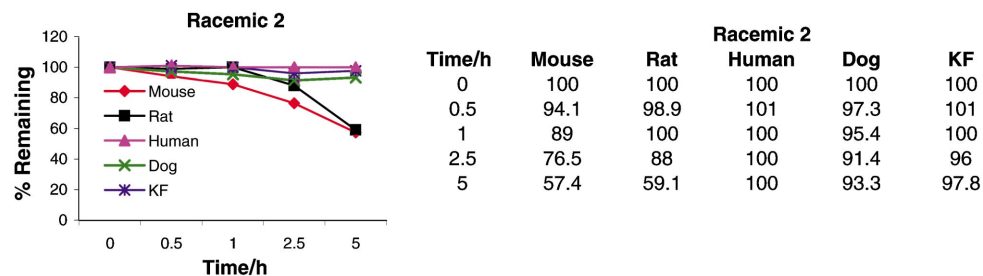 Racemic 2
120
100
80
60
40
20
0
% Remaining
Mouse
Rat
Human
Dog
KF
0 0.5 1 2.5 5
Time/h
Racemic 2
Time/h Mouse Rat Human Dog KF
0 100 100 100 100 100
0.5 94.1 98.9 101 97.3 101
1 89 100 100 95.4 100
2.5 76.5 88 100 91.4 96
5 57.4 59.1 100 93.3 97.8